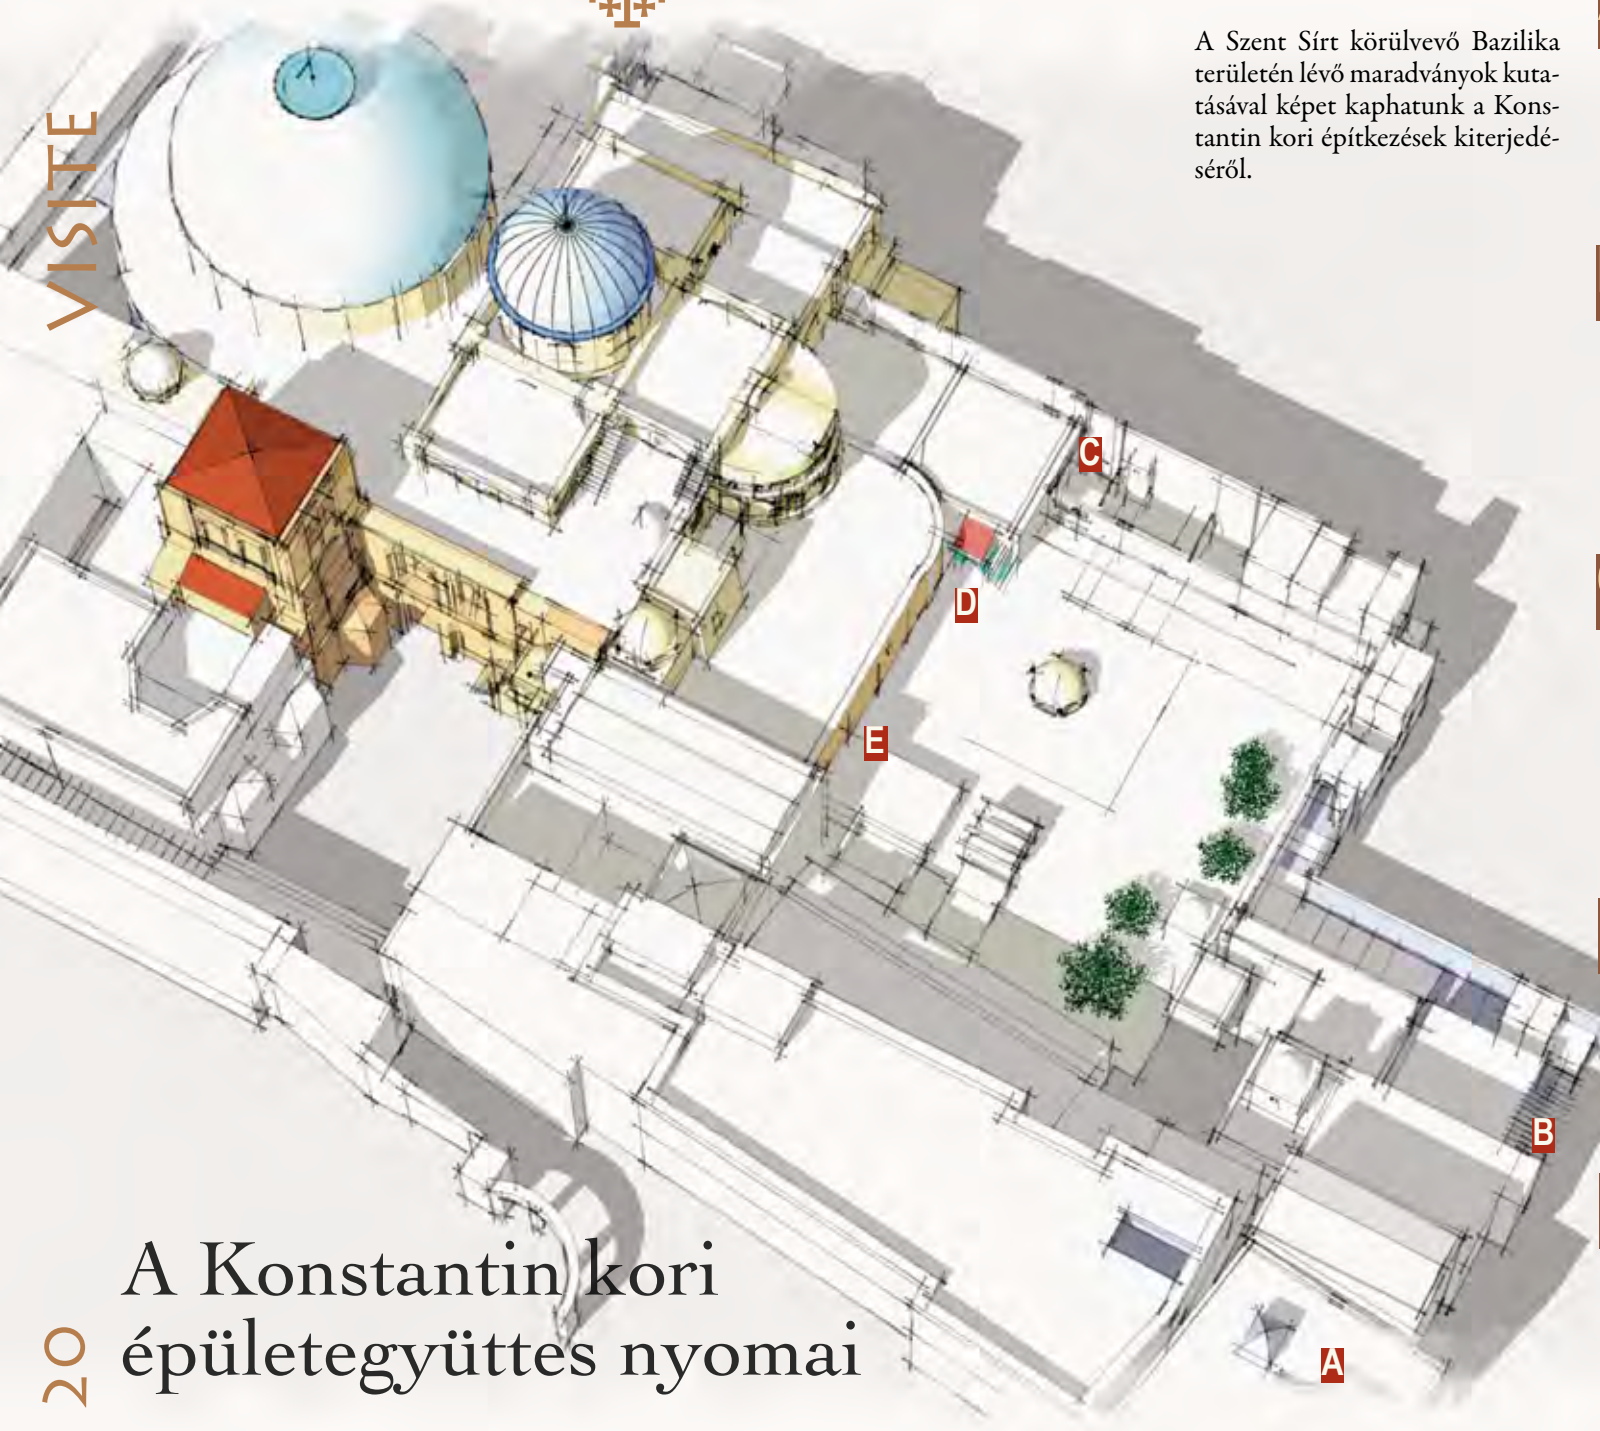 A Szent Sírt körülvevő Bazilika
területén lévő maradványok kuta-
tásával képet kaphatunk a Kons-
tantin kori építkezések kiterjedé-
séről.
VISITE
C
D
E
B
A
A Konstantin kori
épületegyüttes nyomai
20